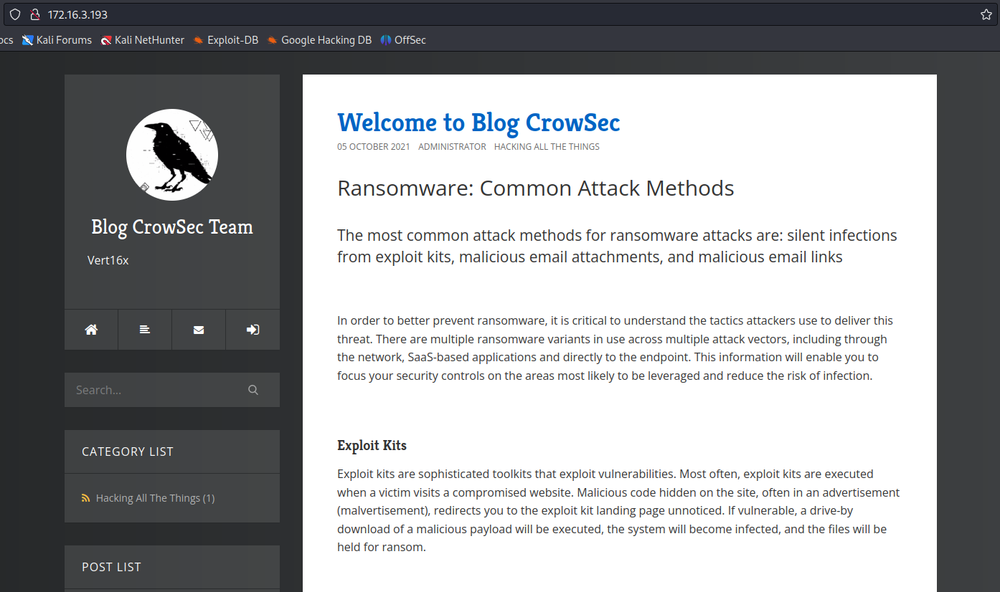 172.16.3.193
ocs Kali Forums Kali NetHunter Exploit-DB Google Hacking DB OffSec
Blog CrowSec Team
Vert16x
Search...
CATEGORY LIST
Hacking All The Things (1)
POST LIST
Welcome to Blog CrowSec
05 OCTOBER 2021 ADMINISTRATOR HACKING ALL THE THINGS
Ransomware: Common Attack Methods
The most common attack methods for ransomware attacks are: silent infections
from exploit kits, malicious email attachments, and malicious email links
In order to better prevent ransomware, it is critical to understand the tactics attackers use to deliver this
threat. There are multiple ransomware variants in use across multiple attack vectors, including through
the network, SaaS-based applications and directly to the endpoint. This information will enable you to
focus your security controls on the areas most likely to be leveraged and reduce the risk of infection.
Exploit Kits
Exploit kits are sophisticated toolkits that exploit vulnerabilities. Most often, exploit kits are executed
when a victim visits a compromised website. Malicious code hidden on the site, often in an advertisement
(malvertisement), redirects you to the exploit kit landing page unnoticed. If vulnerable, a drive-by
download of a malicious payload will be executed, the system will become infected, and the files will be
held for ransom.